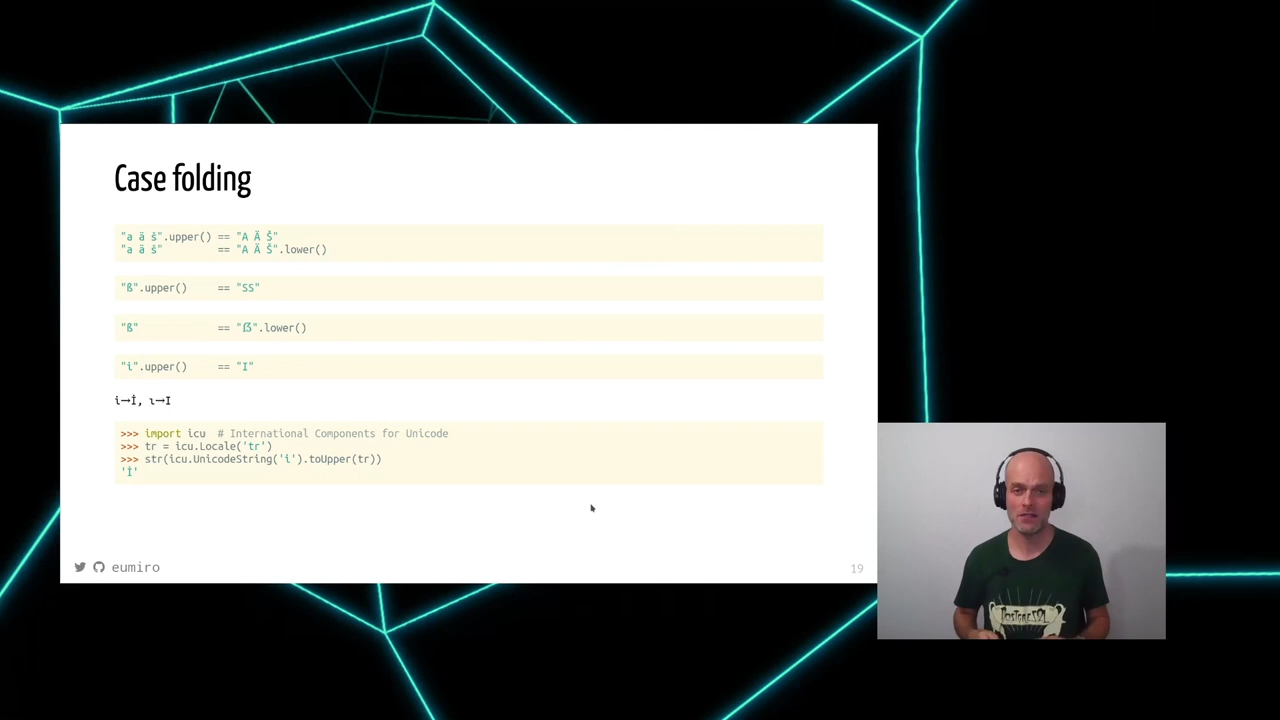 Case folding
"a ä š".upper() == "A Ä Š"
"a ä š"         == "A Ä Š".lower()
"ß".upper()     == "SS"
"ß"             == "ẞ".lower()
"i".upper()     == "I"
i→İ, ı→I
>>> import icu  # International Components for Unicode
>>> tr = icu.Locale('tr')
>>> str(icu.UnicodeString('i').toUpper(tr))
'İ'
eumiro
19
PostgreSQL